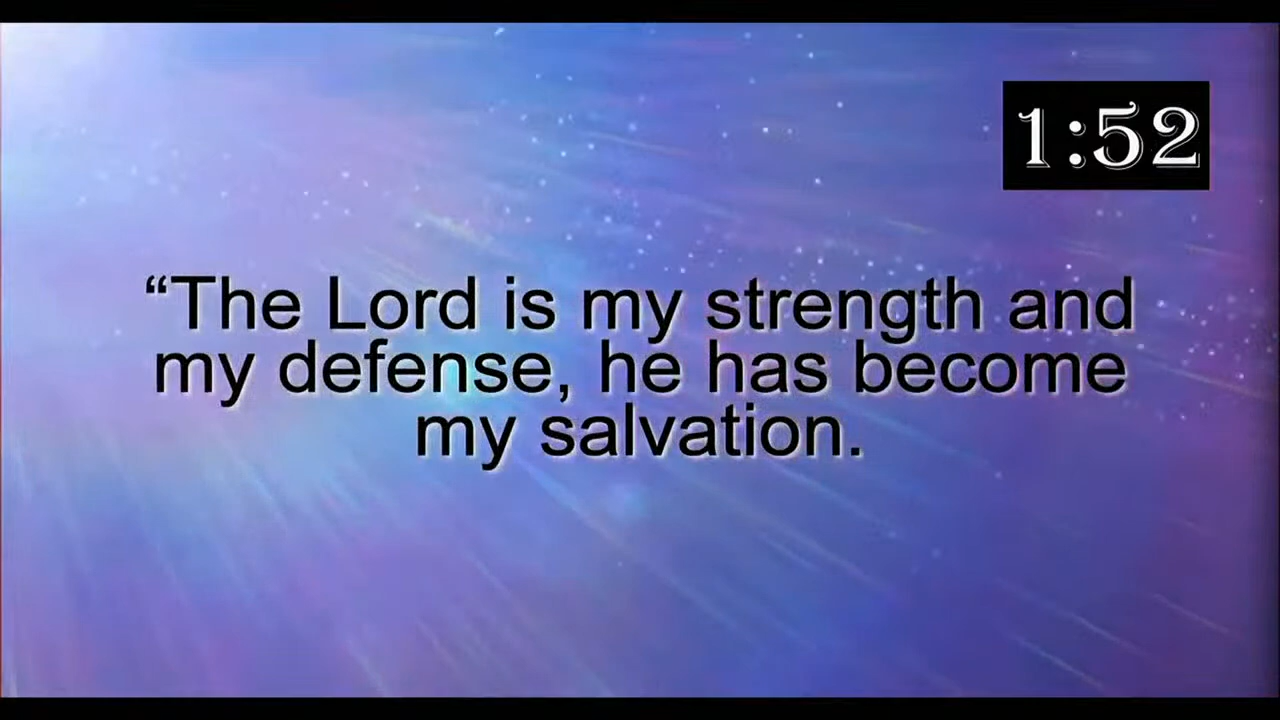 1:52
“The Lord is my strength and
my defense, he has become
my salvation.